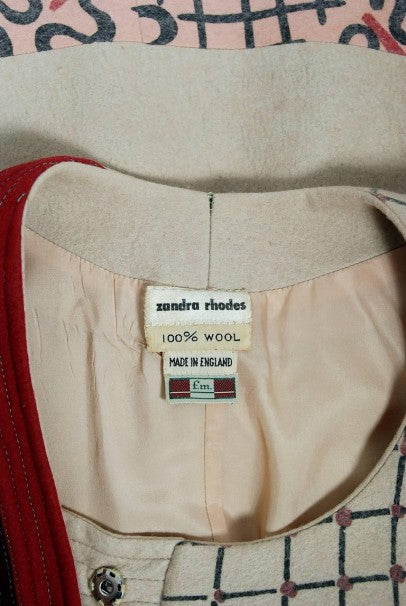 zandra rhodes
100% WOOL
MADE IN ENGLAND
f.m.